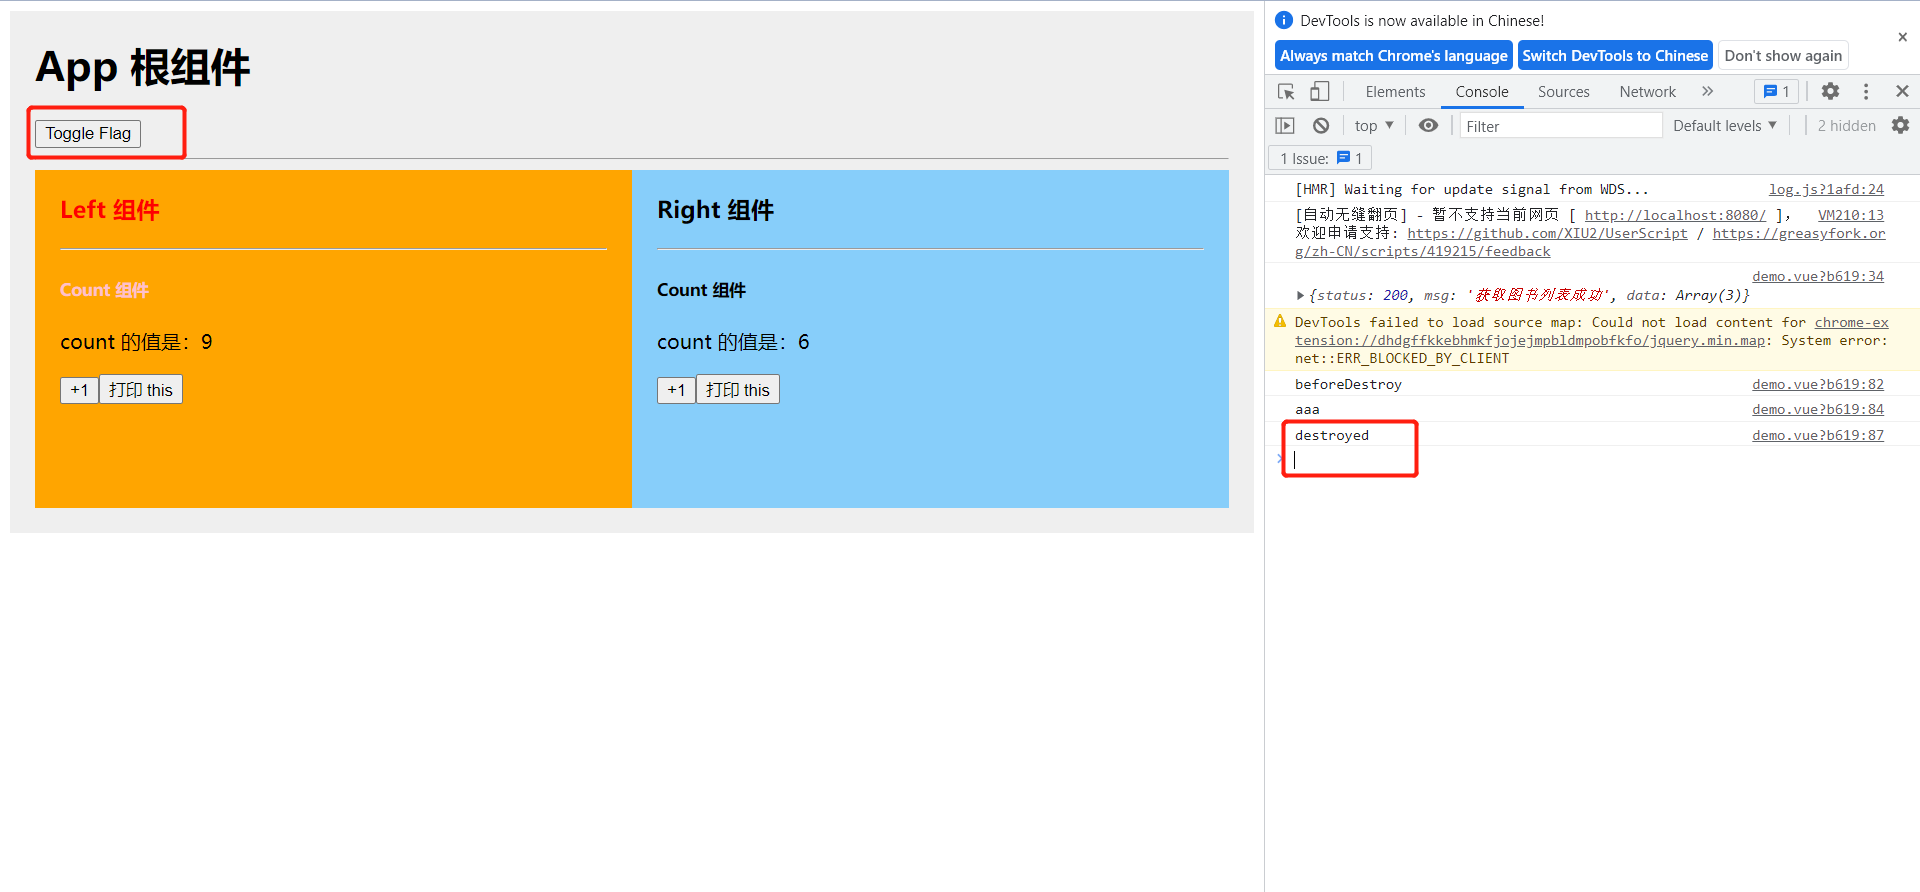 App 根组件
Toggle Flag
Left 组件
Count 组件
count 的值是：9
+1 打印 this
Right 组件
Count 组件
count 的值是：6
+1 打印 this
DevTools is now available in Chinese!
Always match Chrome's language Switch DevTools to Chinese Don't show again
Elements Console Sources Network 1
top Filter Default levels 2 hidden
1 Issue: 1
[HMR] Waiting for update signal from WDS... log.js?1afd:24
[自动无缝翻页] - 暂不支持当前网页 [ http://localhost:8080/ ], VM210:13
欢迎申请支持: https://github.com/XIU2/UserScript / https://greasyfork.or
g/zh-CN/scripts/419215/feedback
demo.vue?b619:34
{status: 200, msg: '获取图书列表成功', data: Array(3)}
DevTools failed to load source map: Could not load content for chrome-ex
tension://dhdgffkkebhmkfjojejmpbldmpobfkfo/jquery.min.map: System error:
net::ERR_BLOCKED_BY_CLIENT
beforeDestroy demo.vue?b619:82
aaa demo.vue?b619:84
destroyed demo.vue?b619:87